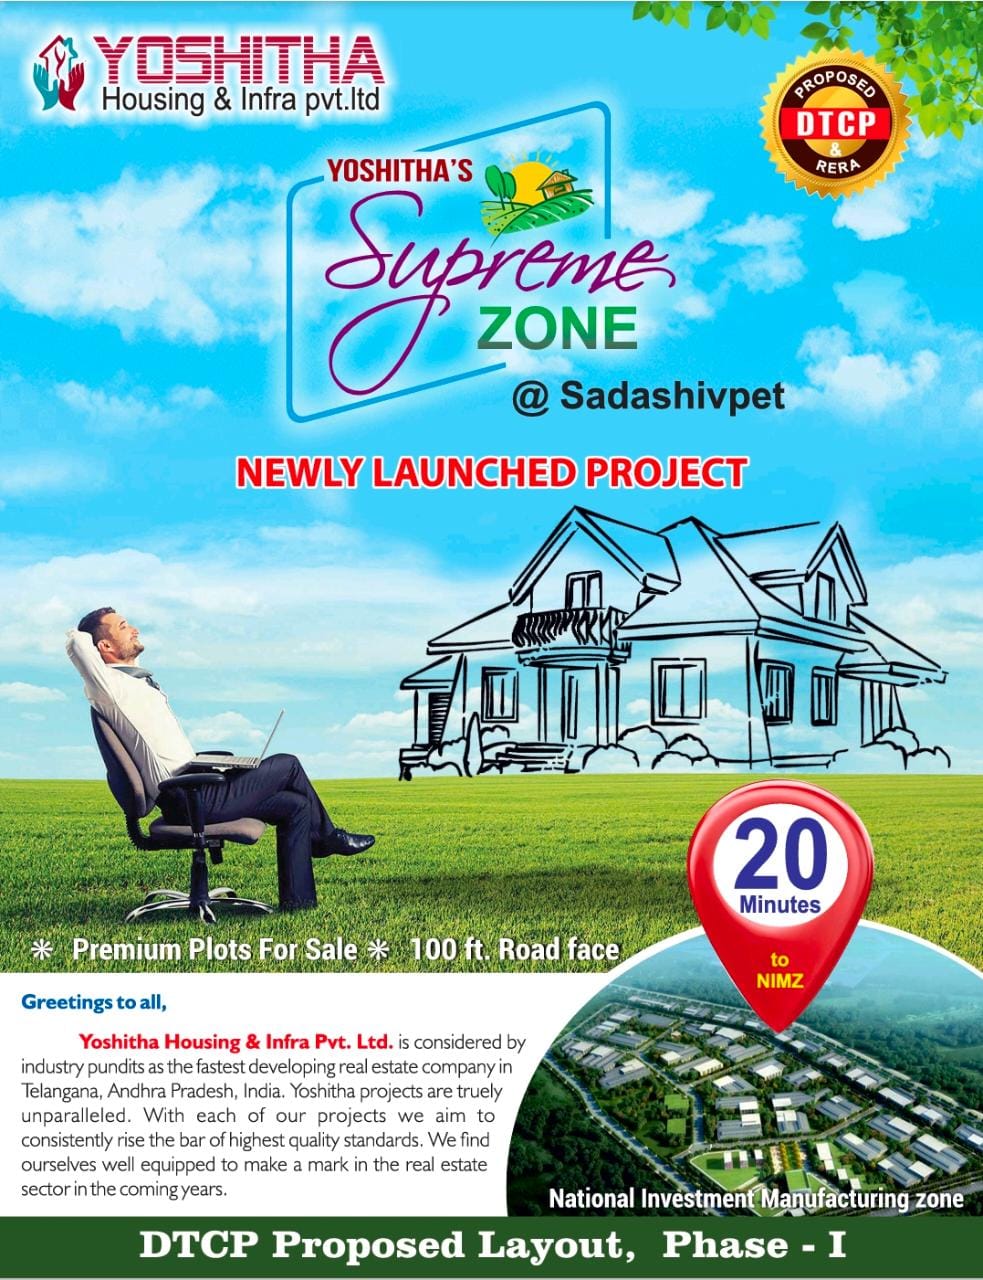 YOSHITHA
Housing & Infra pvt.ltd
PROPOSED
DTCP
&
RERA
YOSHITHA'S
Supreme
ZONE
@ Sadashivpet
NEWLY LAUNCHED PROJECT
20
Minutes
to
NIMZ
Premium Plots For Sale
100 ft. Road face
Greetings to all,
Yoshitha Housing & Infra Pvt. Ltd. is considered by
industry pundits as the fastest developing real estate company in
Telangana, Andhra Pradesh, India. Yoshitha projects are truely
unparalleled. With each of our projects we aim to
consistently rise the bar of highest quality standards. We find
ourselves well equipped to make a mark in the real estate
sector in the coming years.
National Investment Manufacturing zone
DTCP Proposed Layout, Phase - I